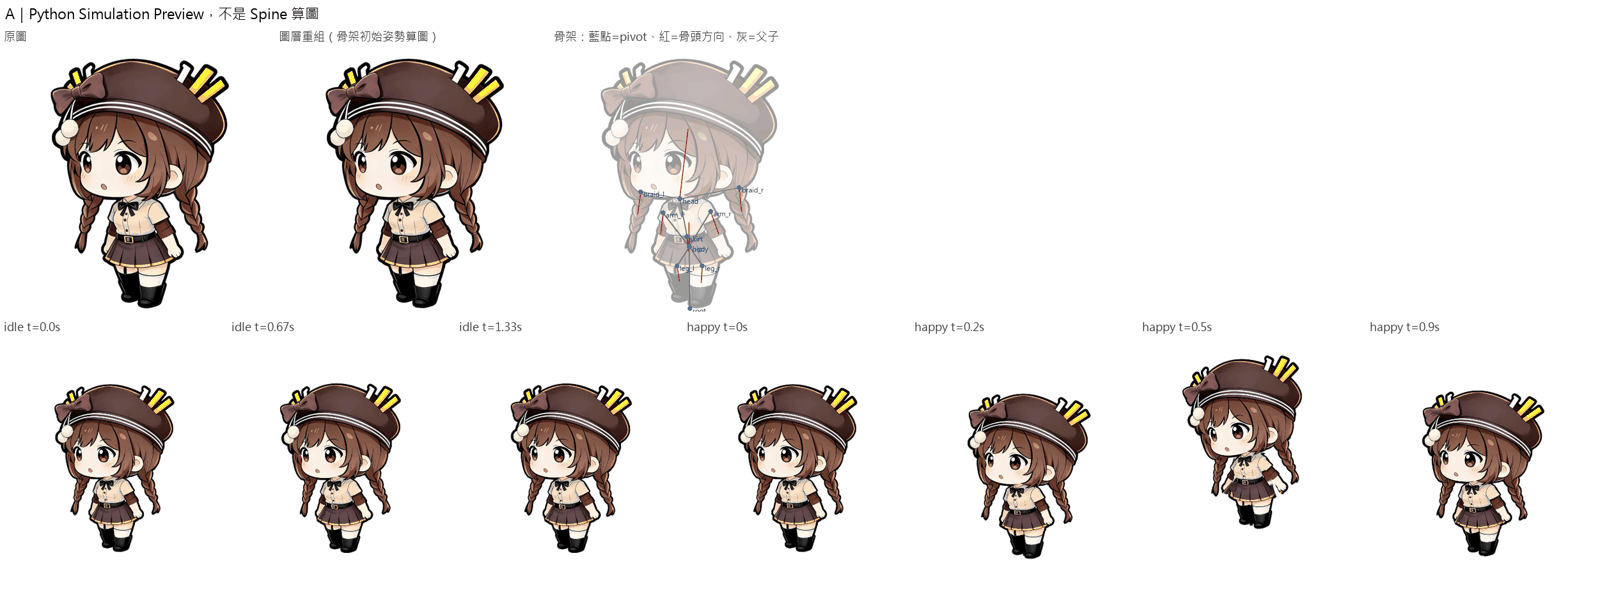 A | Python Simulation Preview，不是 Spine 算圖
原圖
圖層重組（骨架初始姿勢算圖）
骨架：藍點=pivot、紅=骨頭方向、灰=父子
braid_l
braid_r
head
arm_l
arm_r
skirt
body
leg_l
leg_r
root
idle t=0.0s
idle t=0.67s
idle t=1.33s
happy t=0s
happy t=0.2s
happy t=0.5s
happy t=0.9s